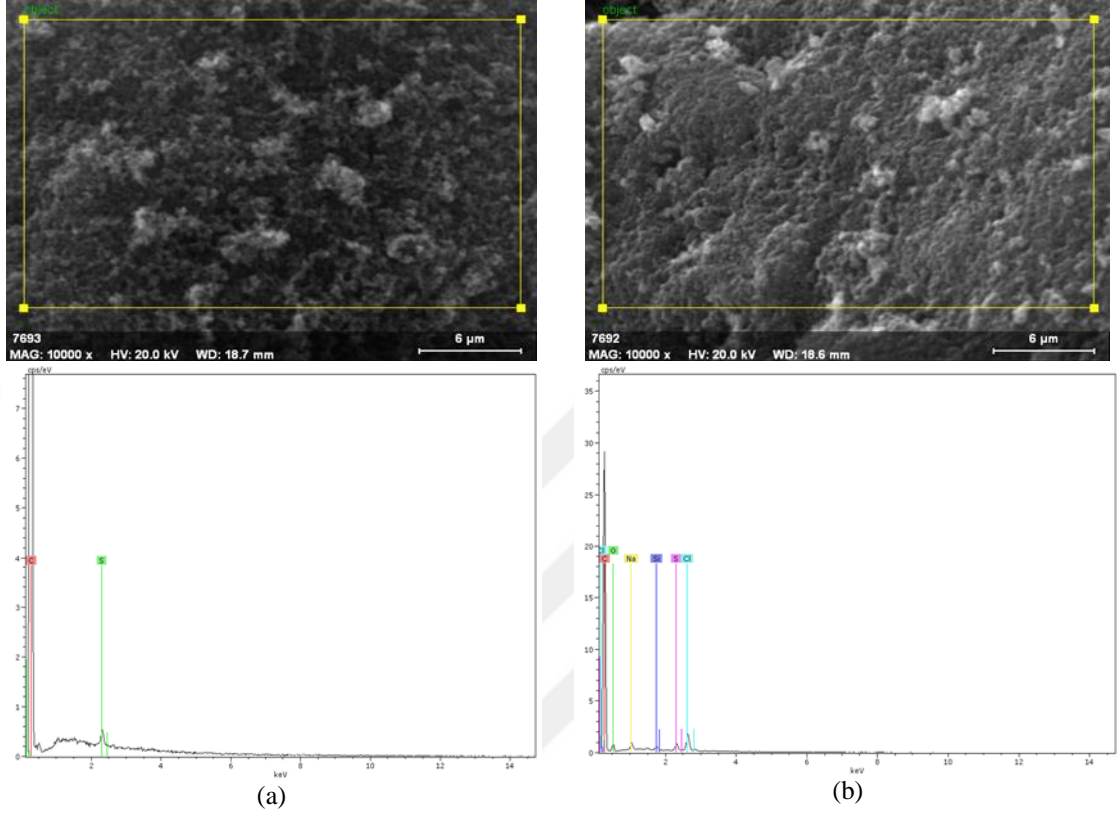 object
7693
6 µm
MAG: 10000 x HV: 20.0 kV WD: 18.7 mm
object
7692
6 µm
MAG: 10000 x HV: 20.0 kV WD: 18.6 mm
cps/eV
7
6
5
4
3
2
1
0
C
S
2
4
6
8
10
12
14
keV
(a)
cps/eV
35
30
25
20
15
10
5
0
C
O
Na
Si
S
Cl
2
4
6
8
10
12
14
keV
(b)